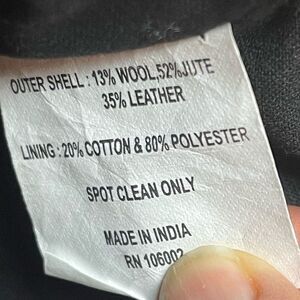 OUTER SHELL : 13% WOOL,52%JUTE
35% LEATHER
LINING : 20% COTTON & 80% POLYESTER
SPOT CLEAN ONLY
MADE IN INDIA
RN 106002